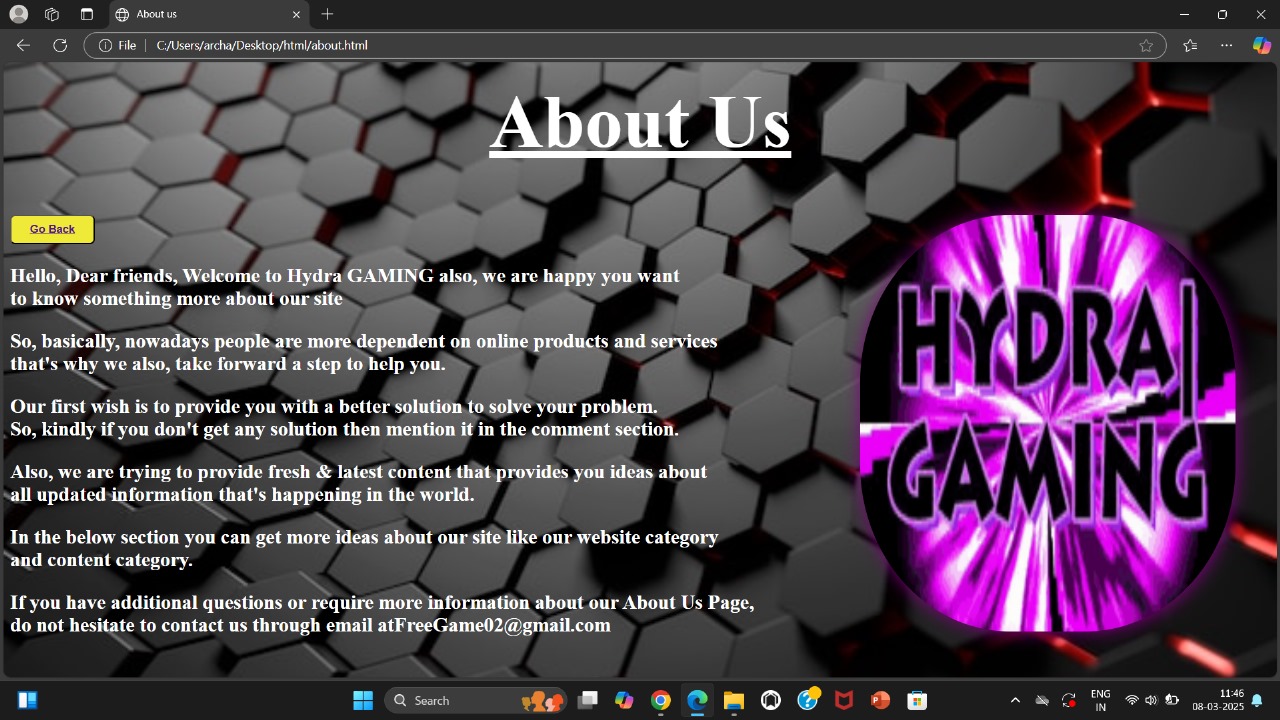 About us
File
C:/Users/archa/Desktop/html/about.html
About Us
Go Back
Hello, Dear friends, Welcome to Hydra GAMING also, we are happy you want
to know something more about our site
So, basically, nowadays people are more dependent on online products and services
that's why we also, take forward a step to help you.
Our first wish is to provide you with a better solution to solve your problem.
So, kindly if you don't get any solution then mention it in the comment section.
Also, we are trying to provide fresh & latest content that provides you ideas about
all updated information that's happening in the world.
In the below section you can get more ideas about our site like our website category
and content category.
If you have additional questions or require more information about our About Us Page,
do not hesitate to contact us through email atFreeGame02@gmail.com
HYDRA|
GAMING
Search
ENG
IN
11:46
08-03-2025